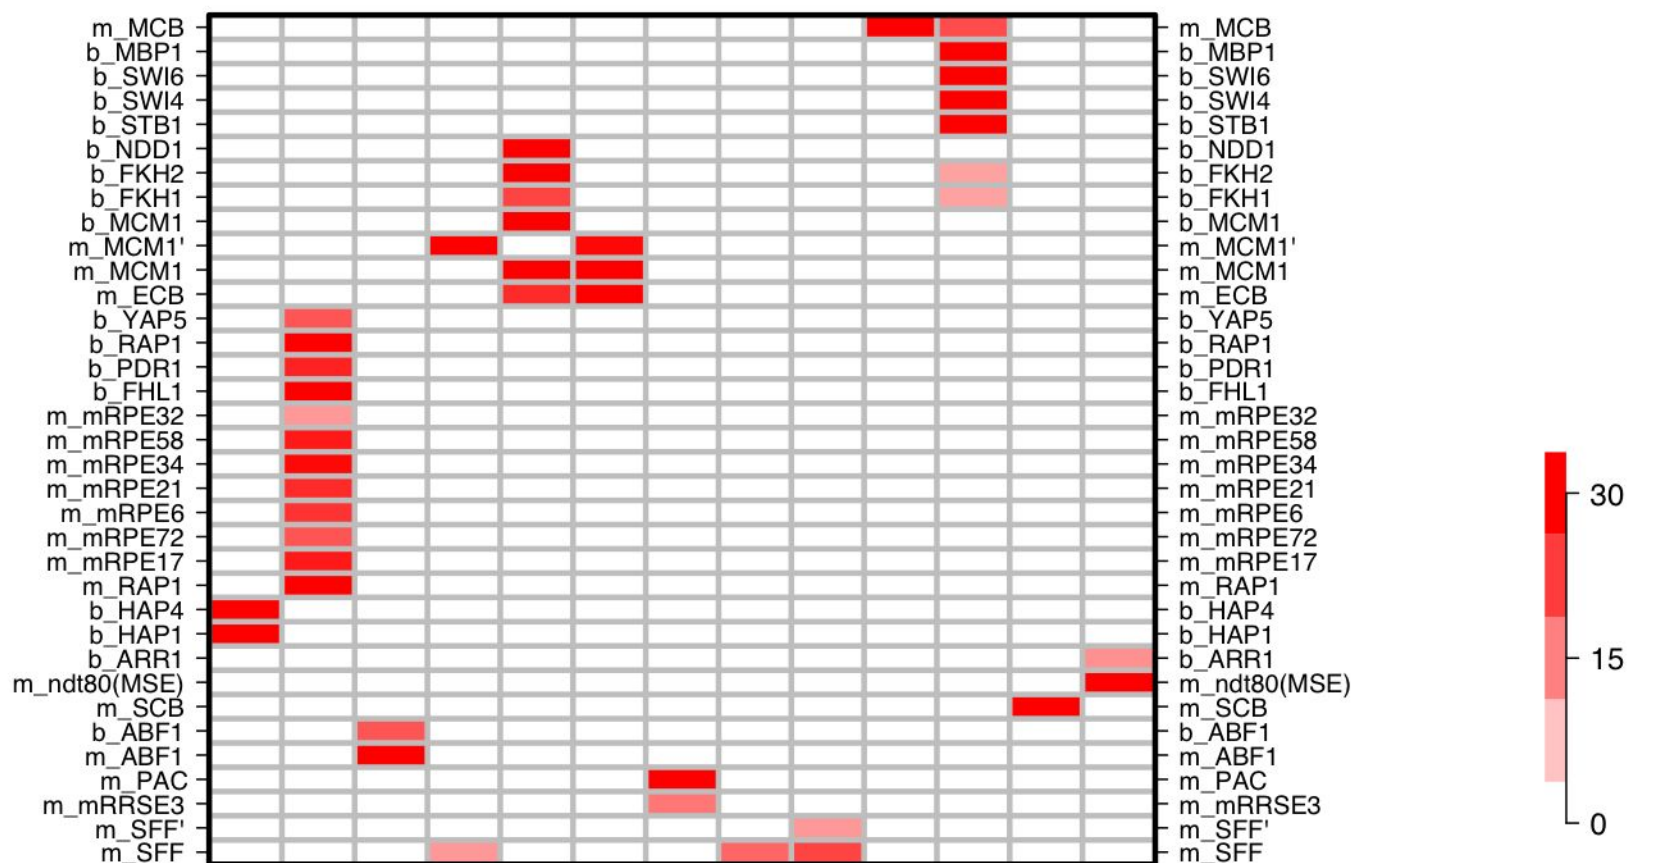 m_MCB m_MCB
b_MBP1 b_MBP1
b_SWI6 b_SWI6
b_SWI4 b_SWI4
b_STB1 b_STB1
b_NDD1 b_NDD1
b_FKH2 b_FKH2
b_FKH1 b_FKH1
b_MCM1 b_MCM1
m_MCM1' m_MCM1'
m_MCM1 m_MCM1
m_ECB m_ECB
b_YAP5 b_YAP5
b_RAP1 b_RAP1
b_PDR1 b_PDR1
b_FHL1 b_FHL1
m_mRPE32 m_mRPE32
m_mRPE58 m_mRPE58
m_mRPE34 m_mRPE34
m_mRPE21 m_mRPE21
m_mRPE6 m_mRPE6
m_mRPE72 m_mRPE72
m_mRPE17 m_mRPE17
m_RAP1 m_RAP1
b_HAP4 b_HAP4
b_HAP1 b_HAP1
b_ARR1 b_ARR1
m_ndt80(MSE) m_ndt80(MSE)
m_SCB m_SCB
b_ABF1 b_ABF1
m_ABF1 m_ABF1
m_PAC m_PAC
m_mRRSE3 m_mRRSE3
m_SFF' m_SFF'
m_SFF m_SFF
30
15
0